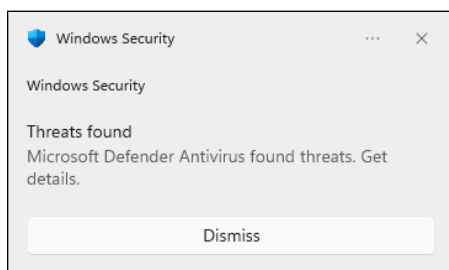 Windows Security
Windows Security
Threats found
Microsoft Defender Antivirus found threats. Get
details.
Dismiss